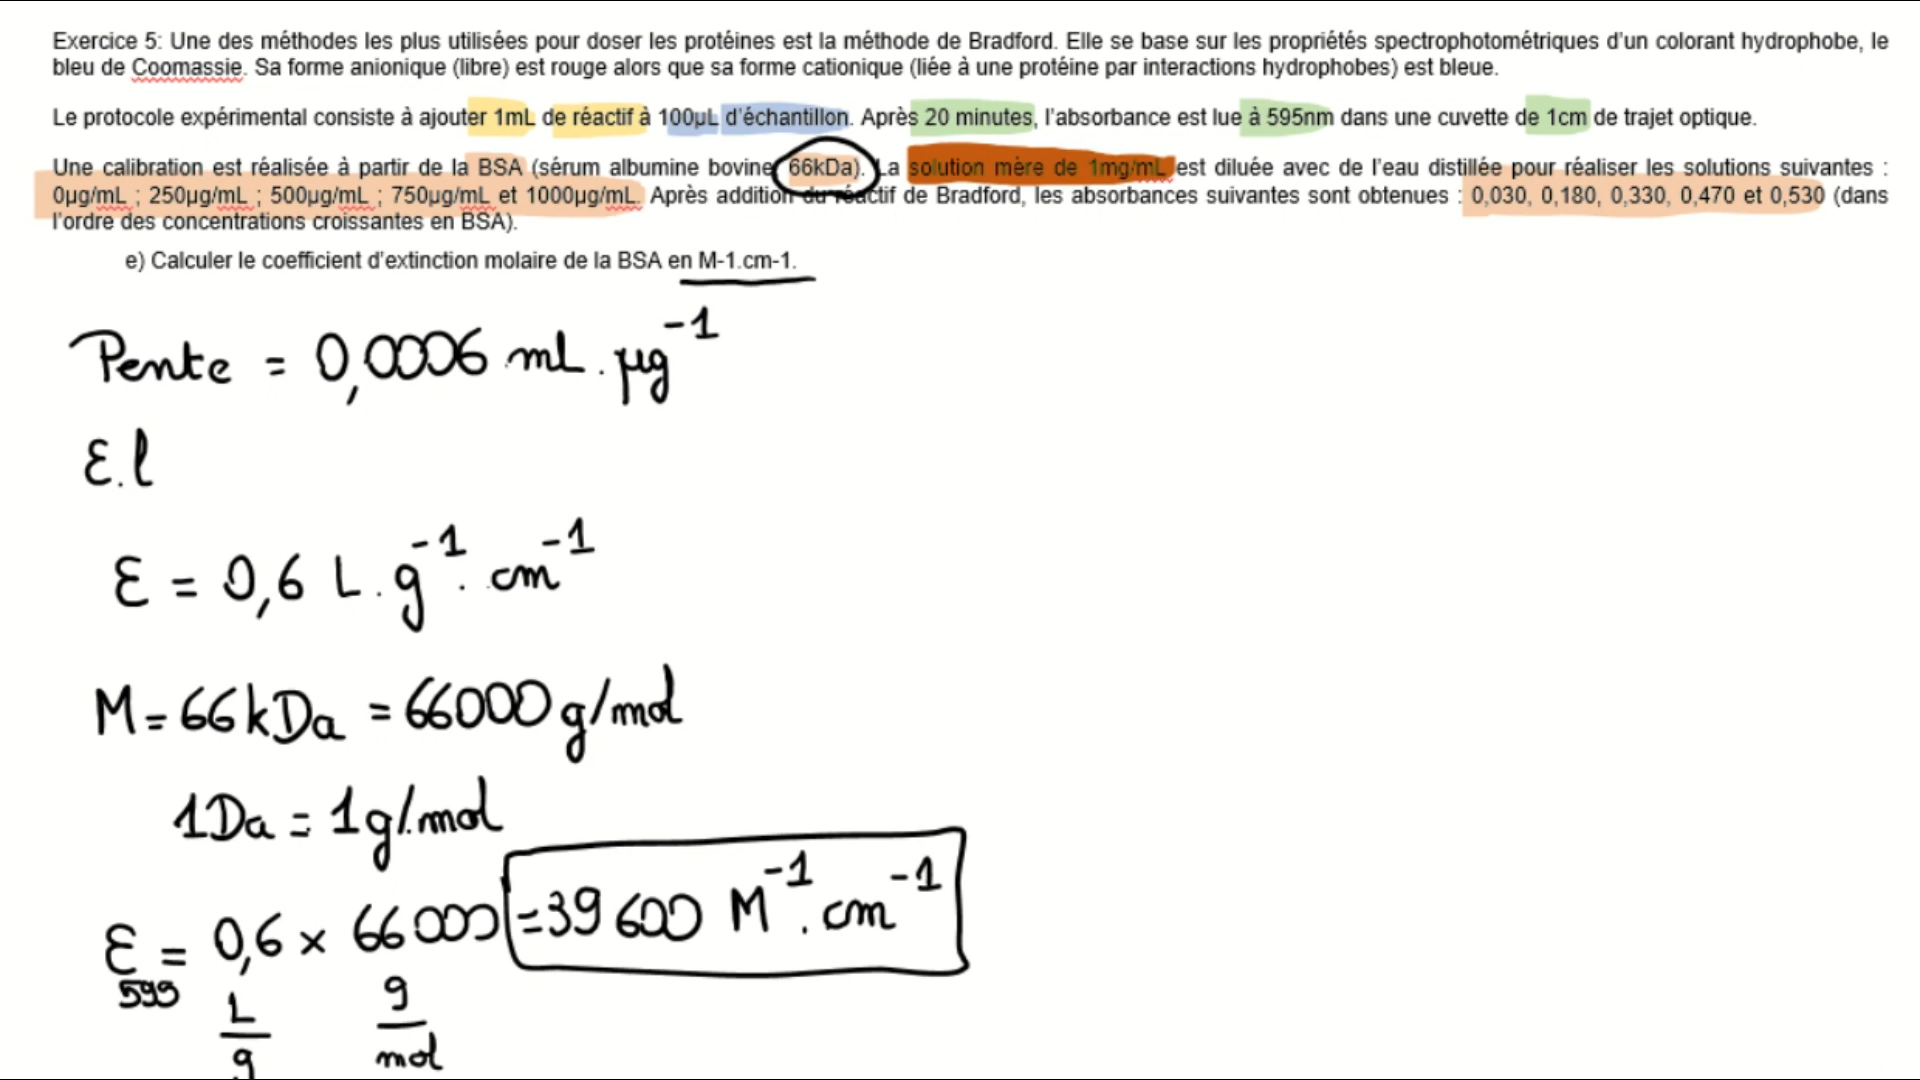 Exercice 5: Une des méthodes les plus utilisées pour doser les protéines est la méthode de Bradford. Elle se base sur les propriétés spectrophotométriques d'un colorant hydrophobe, le
bleu de Coomassie. Sa forme anionique (libre) est rouge alors que sa forme cationique (liée à une protéine par interactions hydrophobes) est bleue.
Le protocole expérimental consiste à ajouter 1mL de réactif à 100µL d'échantillon. Après 20 minutes, l'absorbance est lue à 595nm dans une cuvette de 1cm de trajet optique.
Une calibration est réalisée à partir de la BSA (sérum albumine bovine 66kDa). La solution mère de 1mg/mL est diluée avec de l'eau distillée pour réaliser les solutions suivantes :
0µg/mL ; 250µg/mL ; 500µg/mL ; 750µg/mL et 1000µg/mL. Après addition du réactif de Bradford, les absorbances suivantes sont obtenues : 0,030, 0,180, 0,330, 0,470 et 0,530 (dans
l'ordre des concentrations croissantes en BSA).
e) Calculer le coefficient d'extinction molaire de la BSA en M-1.cm-1.
Pente = 0,0006 mL . µg⁻¹
Ɛ.l
Ɛ = 0,6 L . g⁻¹ . cm⁻¹
M = 66kDa = 66000 g/mol
1Da = 1g/mol
Ɛ₅₉₅ = 0,6 × 66000 = 39 600 M⁻¹ . cm⁻¹
L/g g/mol